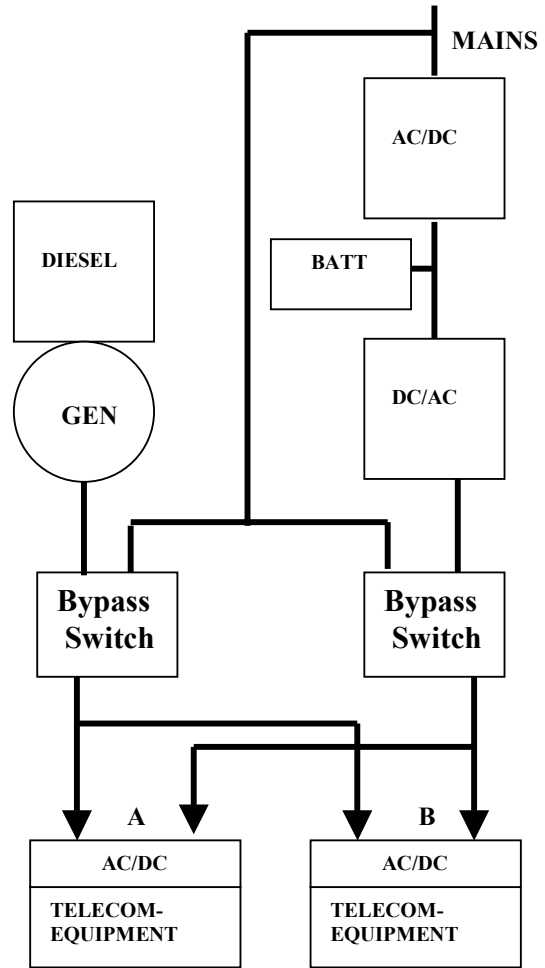 MAINS
AC/DC
DIESEL
BATT
GEN
DC/AC
Bypass
Switch
Bypass
Switch
A
B
AC/DC
TELECOM-
EQUIPMENT
AC/DC
TELECOM-
EQUIPMENT